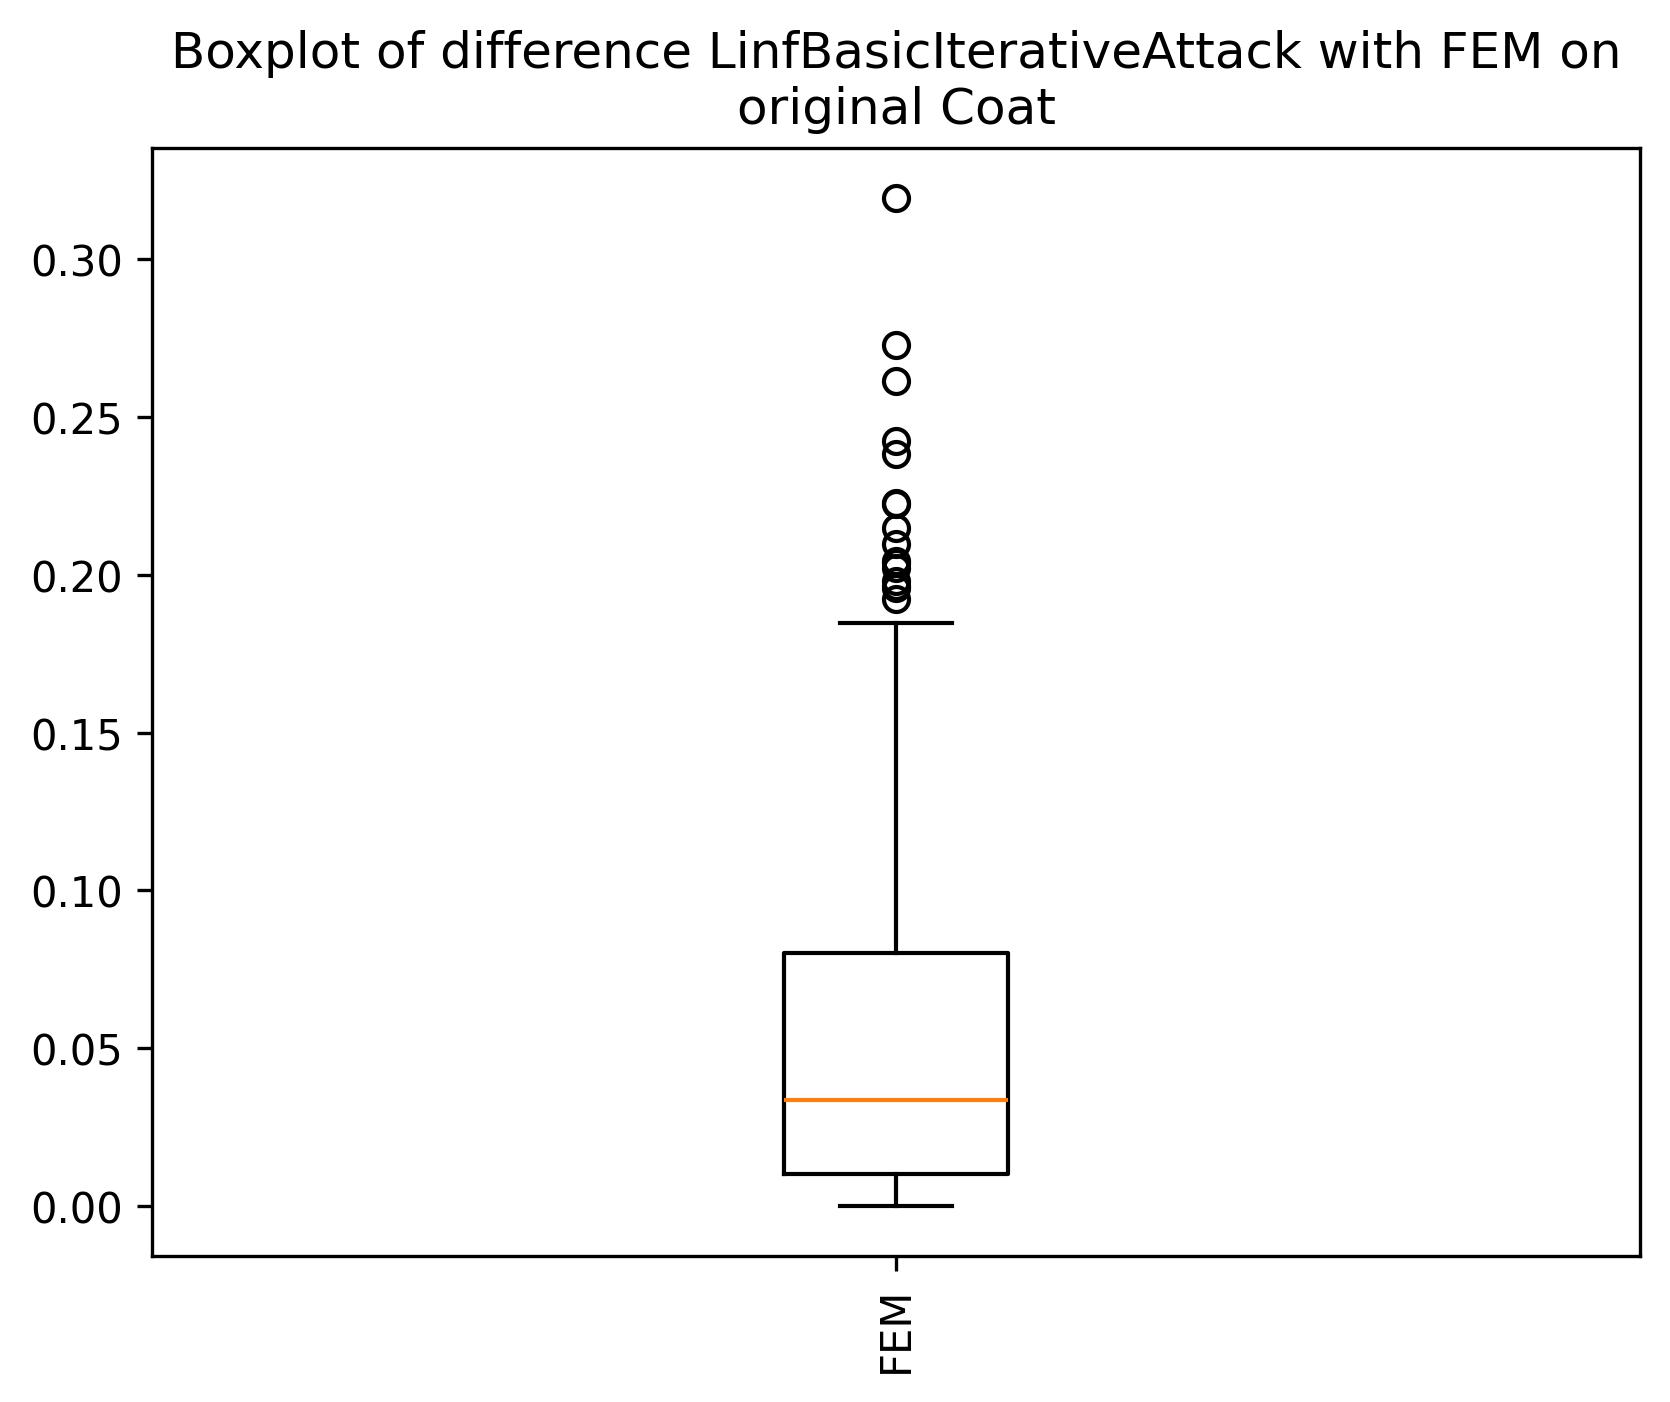 Boxplot of difference LinfBasicIterativeAttack with FEM on
original Coat
0.30
0.25
0.20
0.15
0.10
0.05
0.00
FEM